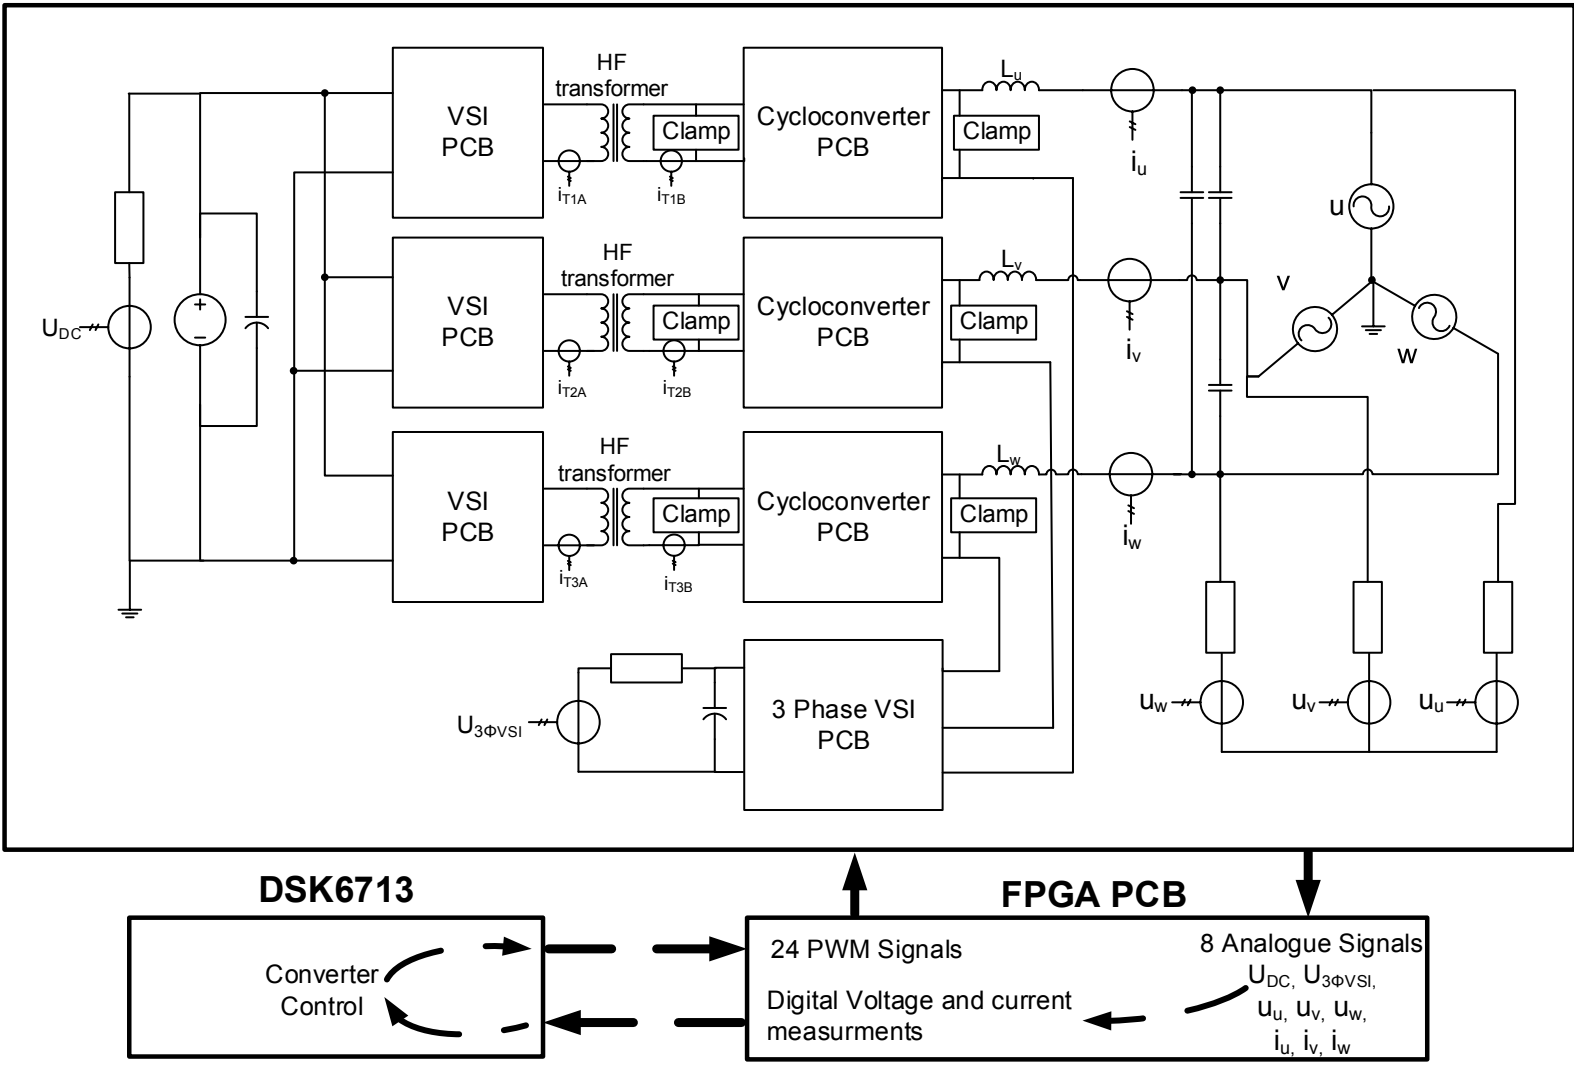 HF
transformer
VSI
PCB
Clamp
Cycloconverter
PCB
Clamp
Lu
iu
iT1A
iT1B
u
HF
transformer
VSI
PCB
Clamp
Cycloconverter
PCB
Clamp
Lv
iv
iT2A
iT2B
v
w
UDC
+
−
HF
transformer
VSI
PCB
Clamp
Cycloconverter
PCB
Clamp
Lw
iw
iT3A
iT3B
U3ΦVSI
3 Phase VSI
PCB
uw
uv
uu
DSK6713
FPGA PCB
Converter
Control
24 PWM Signals
Digital Voltage and current
measurments
8 Analogue Signals
UDC, U3ΦVSI,
uu, uv, uw,
iu, iv, iw